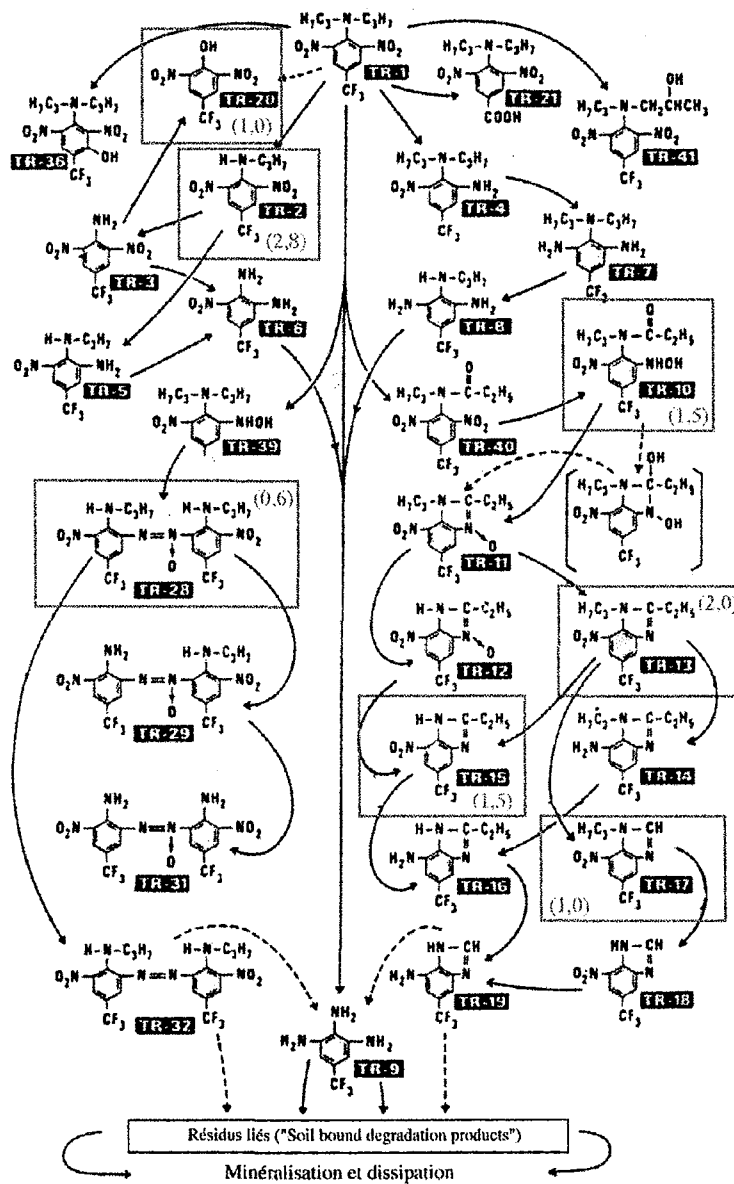 H₇C₃–N–C₃H₇
O₂N
NO₂
TR-1
CF₃
OH
O₂N
NO₂
TR-20
CF₃
(1,0)
H₇C₃–N–C₃H₇
O₂N
NO₂
TR-21
COOH
OH
H₇C₃–N–CH₂CHCH₃
O₂N
NO₂
TR-41
CF₃
H₇C₃–N–C₃H₇
O₂N
NO₂
OH
TR-36
CF₃
H–N–C₃H₇
O₂N
NO₂
TR-2
CF₃
(2,8)
H₇C₃–N–C₃H₇
O₂N
NH₂
TR-4
CF₃
NH₂
O₂N
NO₂
TR-3
CF₃
NH₂
O₂N
NH₂
TR-6
CF₃
H–N–C₃H₇
H₂N
NH₂
TR-8
CF₃
H₇C₃–N–C₃H₇
H₂N
NH₂
TR-7
CF₃
H–N–C₃H₇
O₂N
NH₂
TR-5
CF₃
H₇C₃–N–C₃H₇
O₂N
NHOH
TR-39
CF₃
O
H₇C₃–N–C–C₂H₅
O₂N
NO₂
TR-40
CF₃
O
H₇C₃–N–C–C₂H₅
O₂N
NHOH
TR-10
CF₃
(1,5)
H–N–C₃H₇
H–N–C₃H₇
(0,6)
O₂N
N=N
NO₂
O
CF₃
CF₃
TR-28
H₇C₃–N–C–C₂H₅
O₂N
N
O
TR-11
CF₃
OH
H₇C₃–N–C–C₂H₅
O₂N
N
OH
CF₃
NH₂
H–N–C₃H₇
O₂N
N=N
NO₂
O
CF₃
CF₃
TR-29
H–N–C–C₂H₅
O₂N
N
O
TR-12
CF₃
(2,0)
H₇C₃–N–C–C₂H₅
O₂N
N
TR-13
CF₃
H–N–C–C₂H₅
O₂N
N
TR-15
CF₃
(1,5)
H₇C₃–N–C–C₂H₅
H₂N
N
TR-14
CF₃
NH₂
NH₂
O₂N
N=N
NO₂
O
CF₃
CF₃
TR-31
H–N–C–C₂H₅
H₂N
N
TR-16
CF₃
H₇C₃–N–CH
O₂N
N
TR-17
CF₃
(1,0)
H–N–C₃H₇
H–N–C₃H₇
O₂N
N=N
NO₂
CF₃
CF₃
TR-32
HN–CH
H₂N
N
TR-19
CF₃
HN–CH
O₂N
N
TR-18
CF₃
NH₂
H₂N
NH₂
TR-9
CF₃
Résidus liés ("Soil bound degradation products")
Minéralisation et dissipation